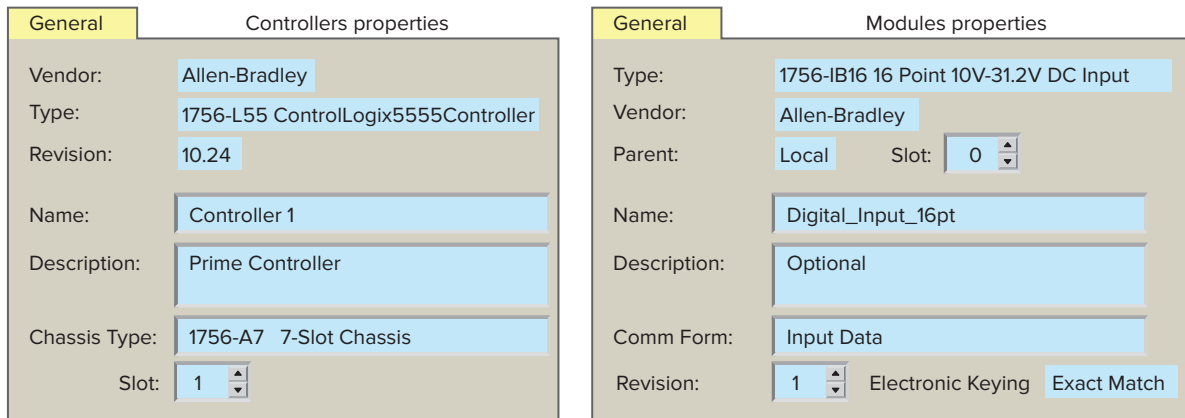 General
Controllers properties
Vendor: Allen-Bradley
Type: 1756-L55 ControlLogix5555Controller
Revision: 10.24
Name: Controller 1
Description: Prime Controller
Chassis Type: 1756-A7 7-Slot Chassis
Slot: 1
General
Modules properties
Type: 1756-IB16 16 Point 10V-31.2V DC Input
Vendor: Allen-Bradley
Parent: Local Slot: 0
Name: Digital_Input_16pt
Description: Optional
Comm Form: Input Data
Revision: 1 Electronic Keying Exact Match